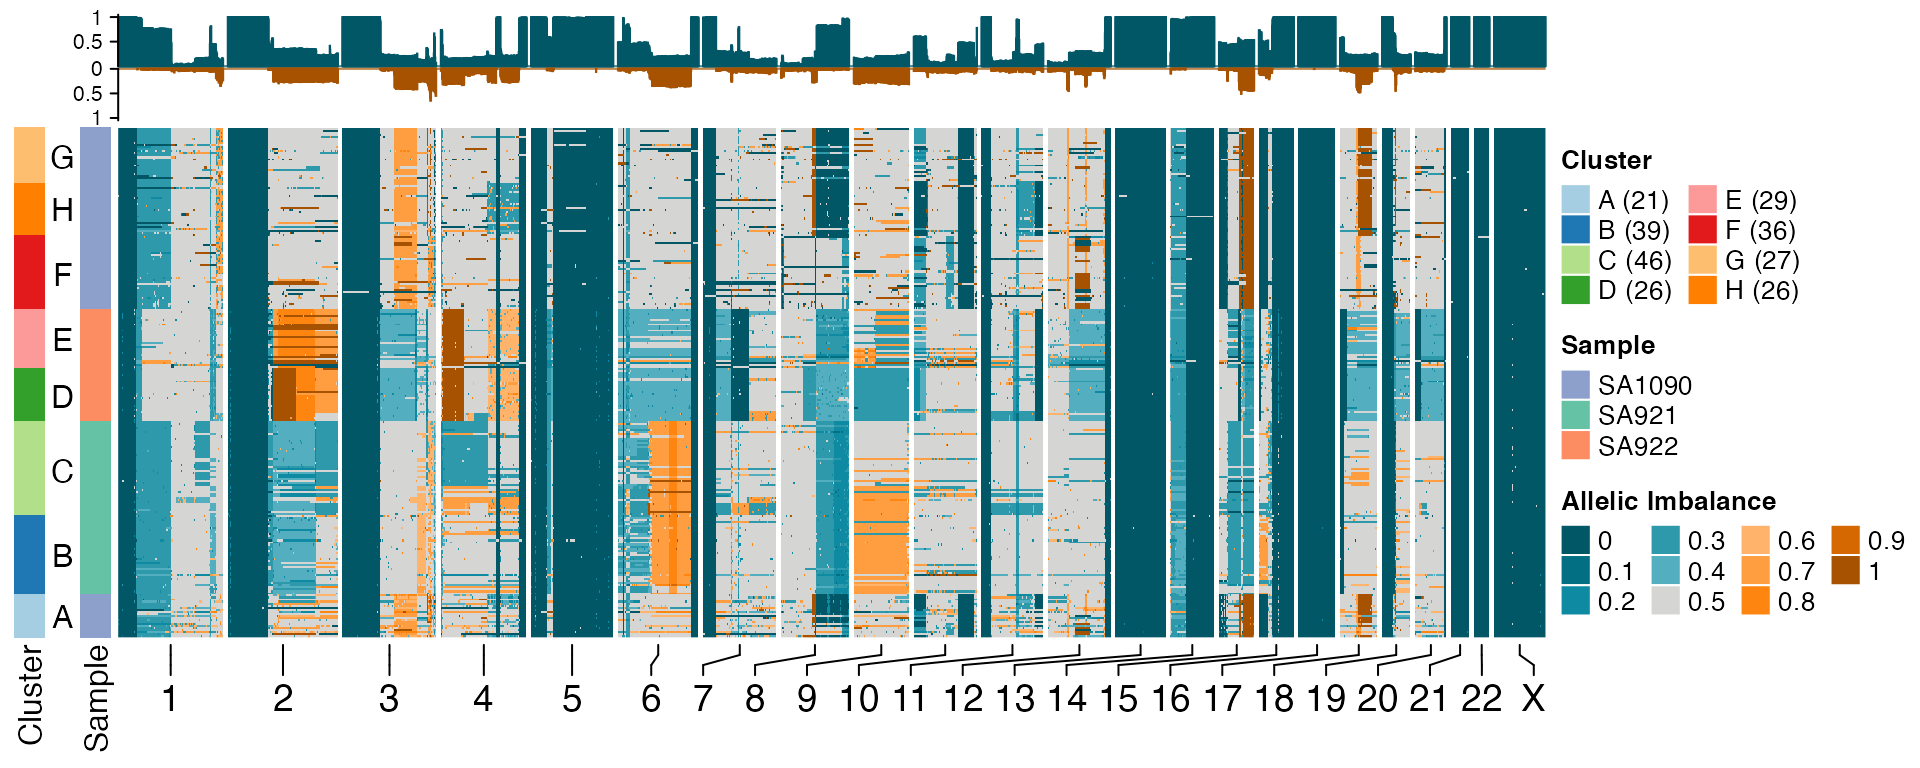 1
0.5
0
0.5
1
G
H
F
E
D
C
B
A
Cluster
Sample
1 2 3 4 5 6 7 8 9 10 11 12 13 14 15 16 17 18 19 20 21 22 X
Cluster
A (21) E (29)
B (39) F (36)
C (46) G (27)
D (26) H (26)
Sample
SA1090
SA921
SA922
Allelic Imbalance
0 0.3 0.6 0.9
0.1 0.4 0.7 1
0.2 0.5 0.8